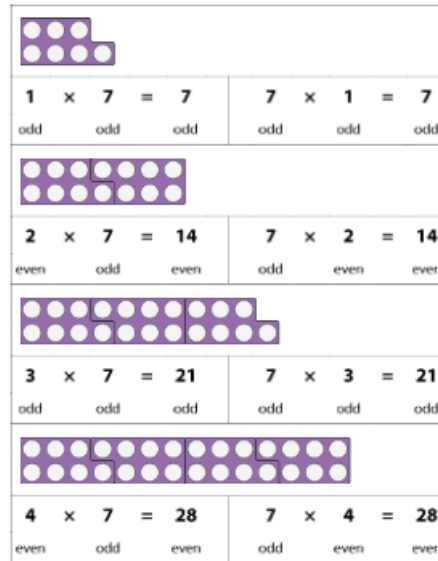 1 × 7 = 7 7 × 1 = 7
odd odd odd odd odd odd
2 × 7 = 14 7 × 2 = 14
even odd even odd even even
3 × 7 = 21 7 × 3 = 21
odd odd odd odd odd odd
4 × 7 = 28 7 × 4 = 28
even odd even odd even even